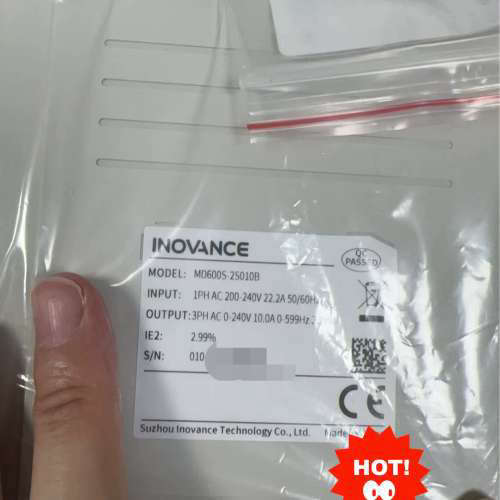 INOVANCE
QC PASSED
MODEL: MD600S-2S010B
INPUT: 1PH AC 200-240V 22.2A 50/60Hz
OUTPUT: 3PH AC 0-240V 10.0A 0-599Hz
IE2: 2.99%
S/N: 010
CE
Suzhou Inovance Technology Co., Ltd. Made
HOT!